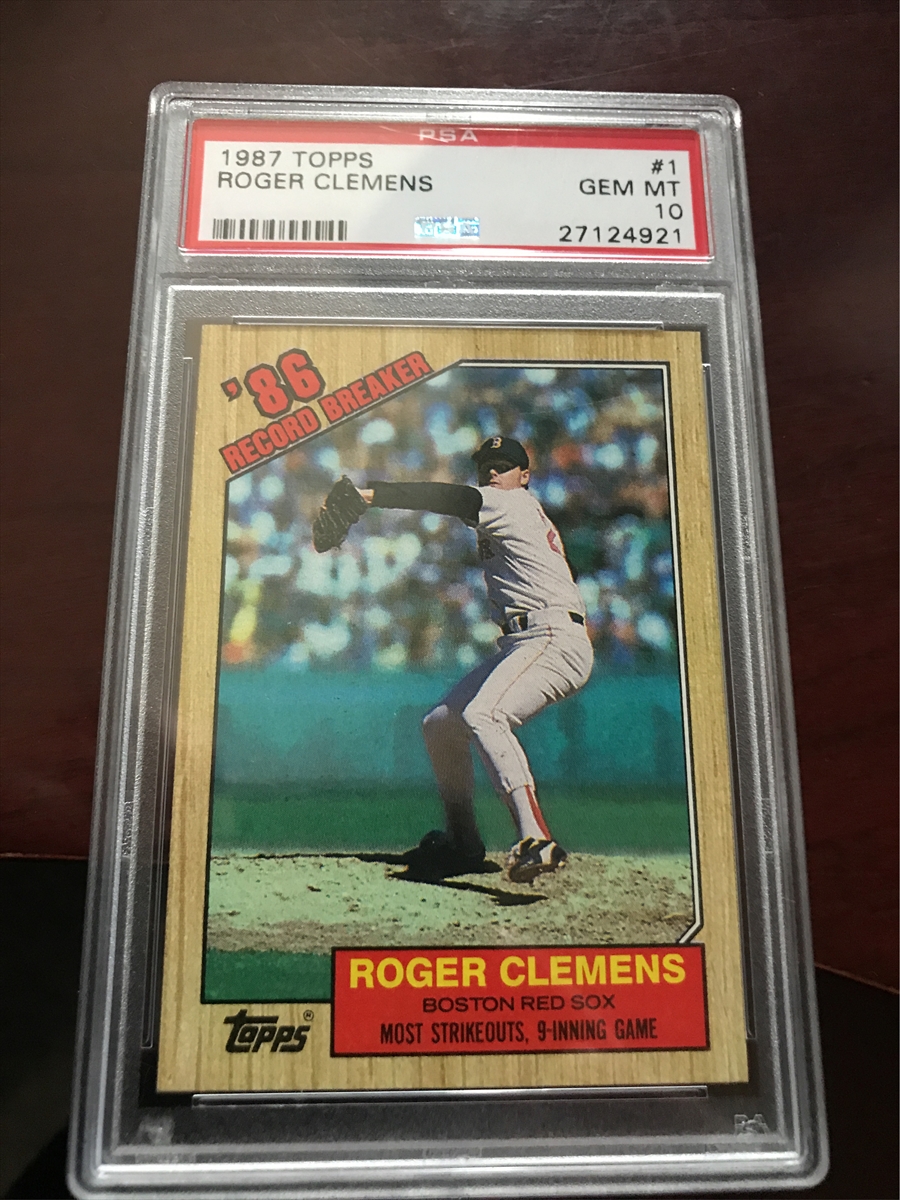 PSA
1987 TOPPS #1
ROGER CLEMENS GEM MT
10
27124921
'86
RECORD BREAKER
B
ROGER CLEMENS
BOSTON RED SOX
MOST STRIKEOUTS, 9-INNING GAME
topps®
PSA